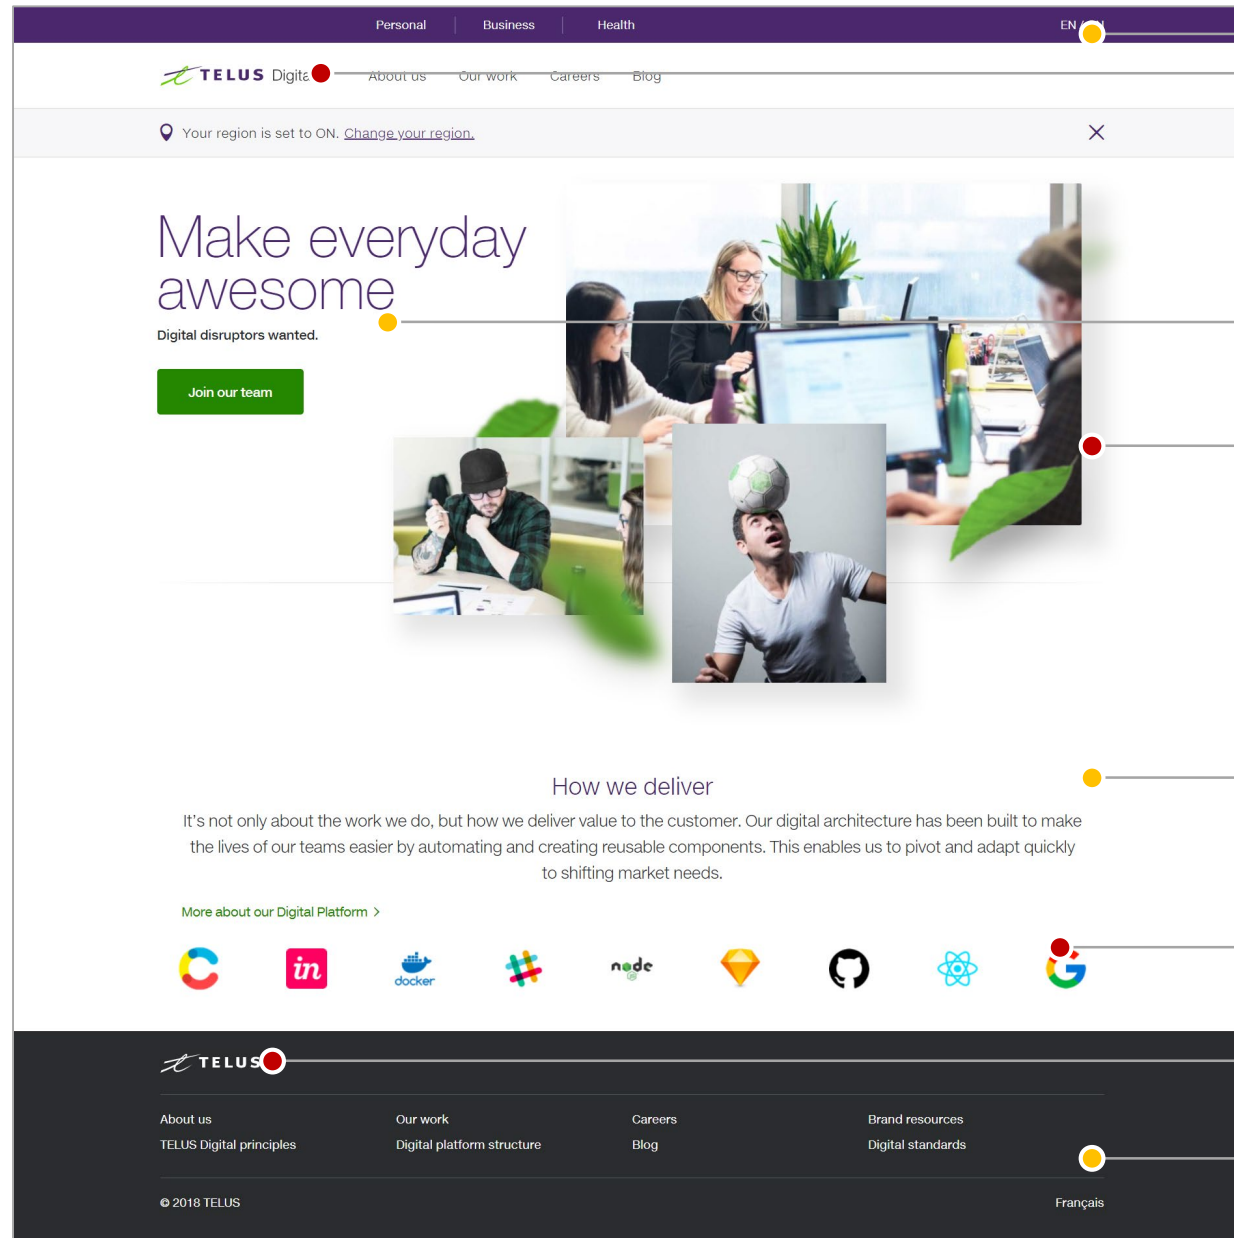 Personal
Business
Health
EN
TELUS
About us
Our work
Careers
Blog
Your region is set to ON. Change your region.
Make everyday
awesome
Digital disruptors wanted.
Join our team
How we deliver
It's not only about the work we do, but how we deliver value to the customer. Our digital architecture has been built to make
the lives of our teams easier by automating and creating reusable components. This enables us to pivot and adapt quickly
to shifting market needs.
More about our Digital Platform >
in
docker
node
TELUS
About us
Our work
Careers
Brand resources
TELUS Digital principles
Digital platform structure
Blog
Digital standards
© 2018 TELUS
Français